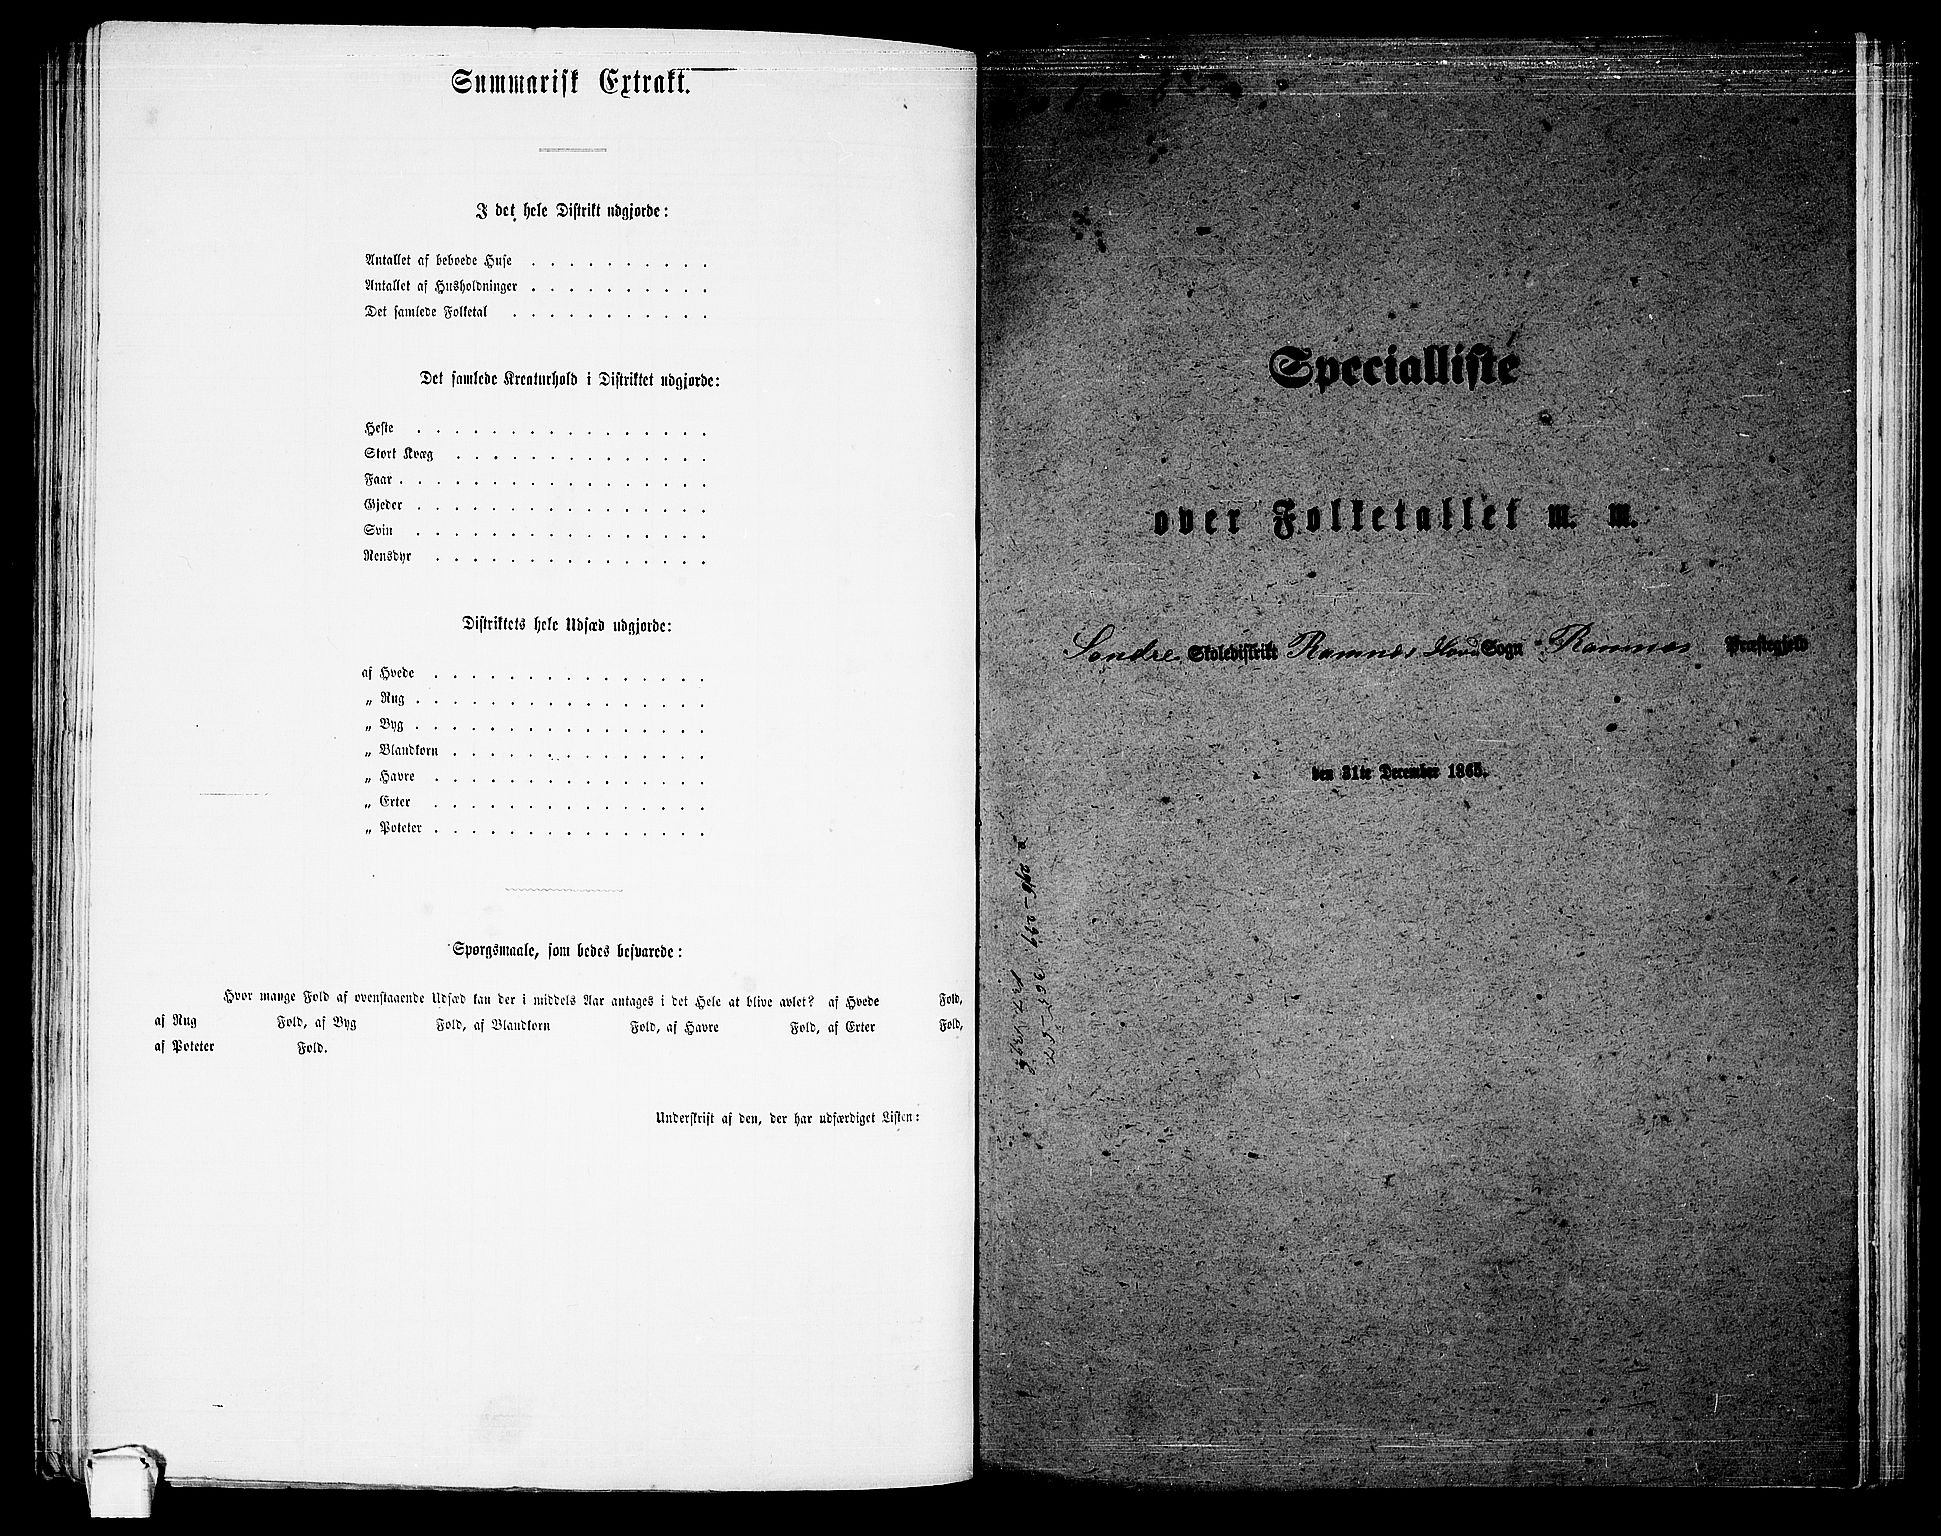 Summarisk Extrakt.
I det hele Distrikt udgjorde:
Antallet af beboede Huse . . . . . . . . . .
Antallet af Husholdninger . . . . . . . . . .
Det samlede Folketal . . . . . . . . . . .
Det samlede Kreaturhold i Distriktet udgjorde:
Heste . . . . . . . . . . . . . . . .
Stort Kvæg . . . . . . . . . . . . . .
Faar . . . . . . . . . . . . . . . . .
Gjeder . . . . . . . . . . . . . . . .
Svin . . . . . . . . . . . . . . . .
Rensdyr . . . . . . . . . . . . . . .
Distriktets hele Udsæd udgjorde:
af Hvede . . . . . . . . . . . . . . .
„ Rug . . . . . . . . . . . . . . . .
„ Byg . . . . . . . . . . . . . . . .
„ Blandkorn . . . . . . . . . . . . . .
„ Havre . . . . . . . . . . . . . . .
„ Erter . . . . . . . . . . . . . . .
„ Poteter . . . . . . . . . . . . . . .
Spørgsmaale, som bedes besvarede:
Hvor mange Fold af ovenstaaende Udsæd kan der i middels Aar antages i det Hele at blive avlet? af Hvede Fold,
af Rug Fold, af Byg Fold, af Blandkorn Fold, af Havre Fold, af Erter Fold,
af Poteter Fold.
Underskrift af den, der har udfærdiget Listen:
Specialliste
over Folketallet m. m.
Søndre Skoledistrikt Ramnes Hoved Sogn Ramnæs Præstegjeld
den 31te December 1865.